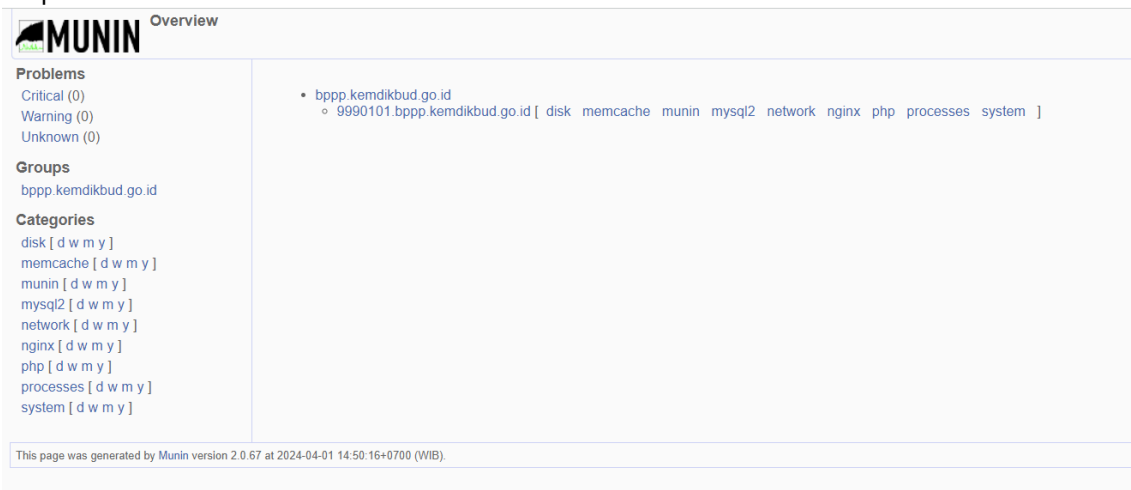 MUNIN Overview
Problems
Critical (0)
Warning (0)
Unknown (0)
Groups
bppp.kemdikbud.go.id
Categories
disk [ d w m y ]
memcache [ d w m y ]
munin [ d w m y ]
mysql2 [ d w m y ]
network [ d w m y ]
nginx [ d w m y ]
php [ d w m y ]
processes [ d w m y ]
system [ d w m y ]
bppp.kemdikbud.go.id
9990101.bppp.kemdikbud.go.id [ disk memcache munin mysql2 network nginx php processes system ]
This page was generated by Munin version 2.0.67 at 2024-04-01 14:50:16+0700 (WIB).